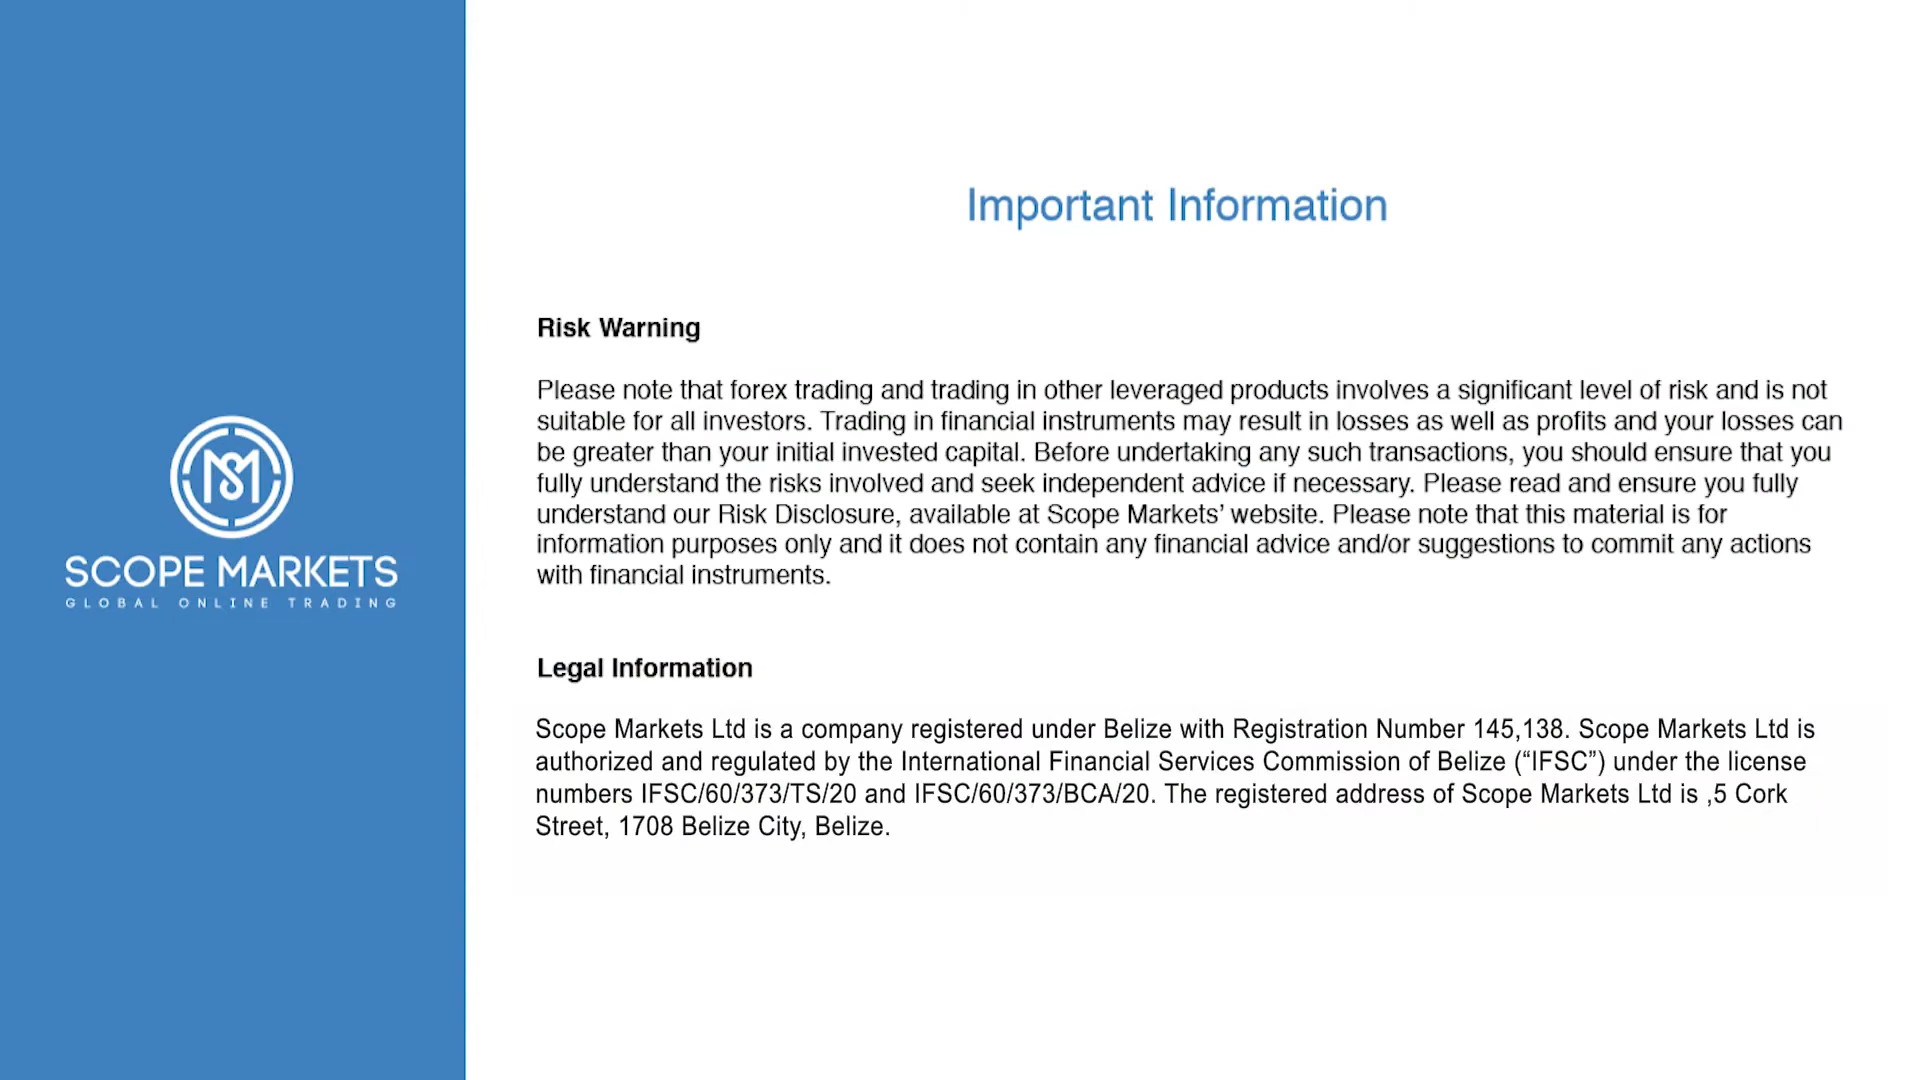 SCOPE MARKETS
GLOBAL ONLINE TRADING
Important Information
Risk Warning
Please note that forex trading and trading in other leveraged products involves a significant level of risk and is not
suitable for all investors. Trading in financial instruments may result in losses as well as profits and your losses can
be greater than your initial invested capital. Before undertaking any such transactions, you should ensure that you
fully understand the risks involved and seek independent advice if necessary. Please read and ensure you fully
understand our Risk Disclosure, available at Scope Markets’ website. Please note that this material is for
information purposes only and it does not contain any financial advice and/or suggestions to commit any actions
with financial instruments.
Legal Information
Scope Markets Ltd is a company registered under Belize with Registration Number 145,138. Scope Markets Ltd is
authorized and regulated by the International Financial Services Commission of Belize (“IFSC”) under the license
numbers IFSC/60/373/TS/20 and IFSC/60/373/BCA/20. The registered address of Scope Markets Ltd is ,5 Cork
Street, 1708 Belize City, Belize.